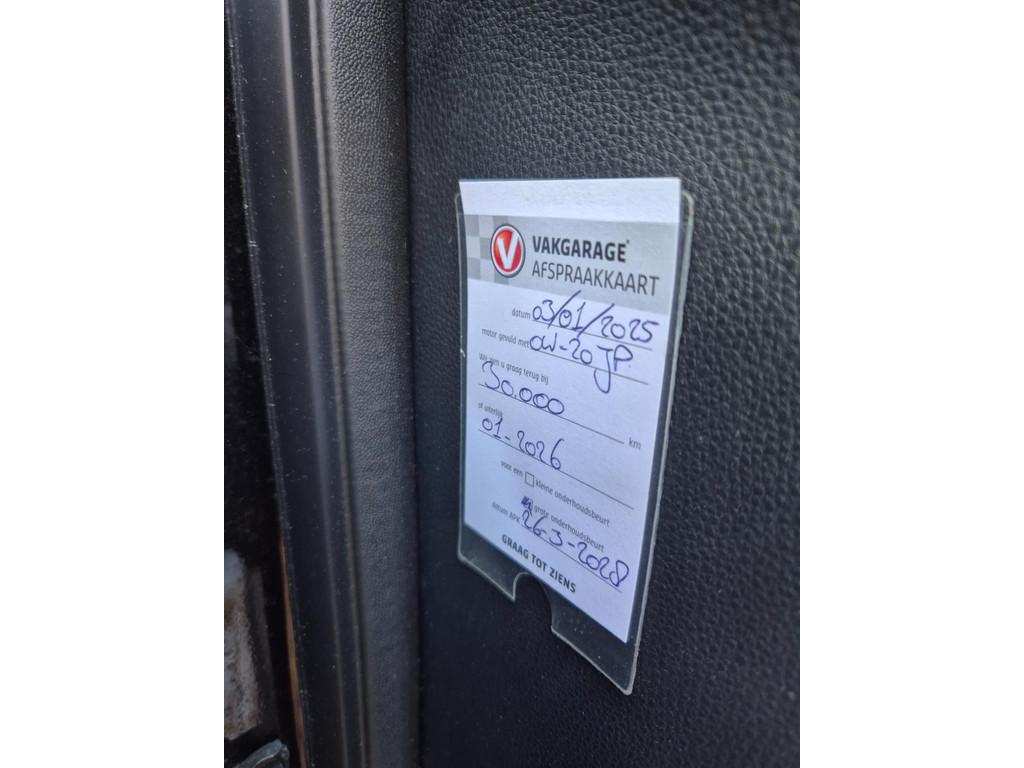 V VAKGARAGE®
AFSPRAAKKAART
datum 03/01/2025
motor gevuld met 0W-20 JP.
Wij zien u graag terug bij
30.000 km
of uiterlijk
01-2026
voor een kleine onderhoudsbeurt
grote onderhoudsbeurt
Datum APK 26-3-2028
GRAAG TOT ZIENS